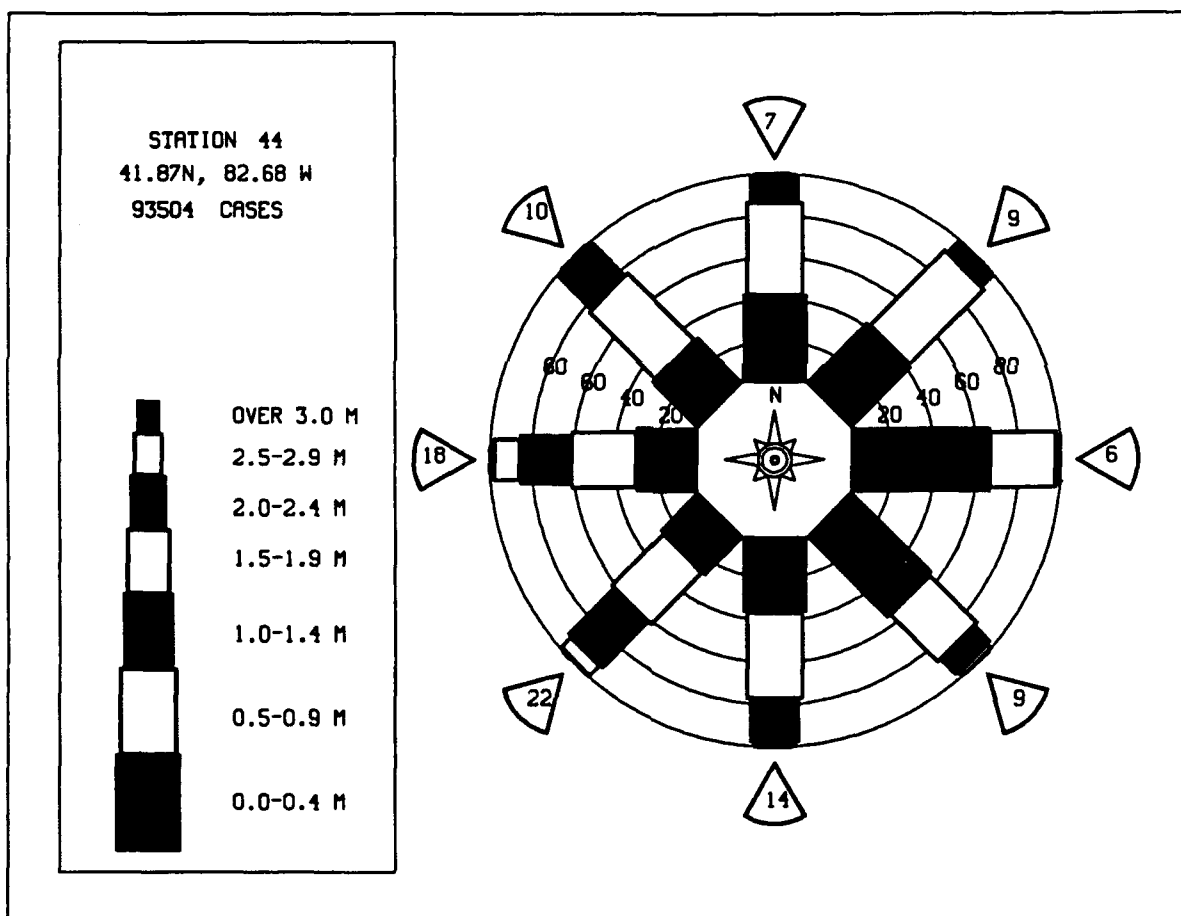 STATION 44
41.87N, 82.68 W
93504 CASES
OVER 3.0 M
2.5-2.9 M
2.0-2.4 M
1.5-1.9 M
1.0-1.4 M
0.5-0.9 M
0.0-0.4 M
7
10
9
80
60
40
20
N
20
40
60
80
18
6
22
14
9